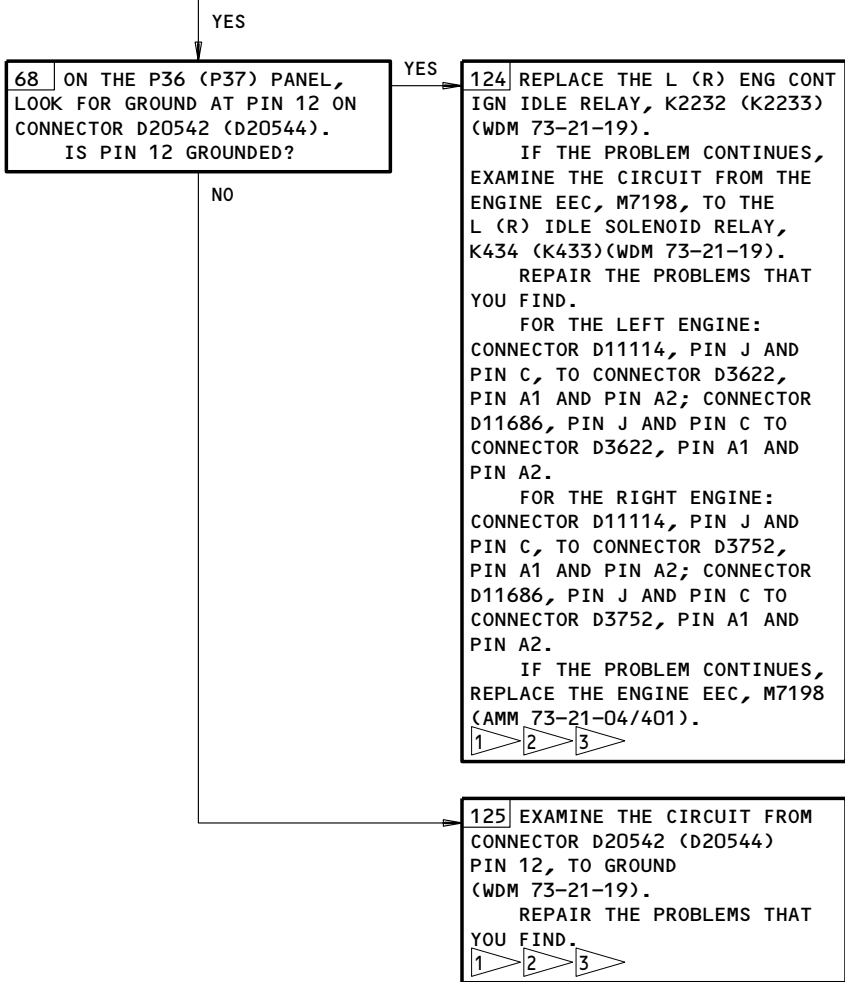 YES
68 ON THE P36 (P37) PANEL,
LOOK FOR GROUND AT PIN 12 ON
CONNECTOR D20542 (D20544).
IS PIN 12 GROUNDED?
YES
NO
124 REPLACE THE L (R) ENG CONT
IGN IDLE RELAY, K2232 (K2233)
(WDM 73-21-19).
IF THE PROBLEM CONTINUES,
EXAMINE THE CIRCUIT FROM THE
ENGINE EEC, M7198, TO THE
L (R) IDLE SOLENOID RELAY,
K434 (K433)(WDM 73-21-19).
REPAIR THE PROBLEMS THAT
YOU FIND.
FOR THE LEFT ENGINE:
CONNECTOR D11114, PIN J AND
PIN C, TO CONNECTOR D3622,
PIN A1 AND PIN A2; CONNECTOR
D11686, PIN J AND PIN C TO
CONNECTOR D3622, PIN A1 AND
PIN A2.
FOR THE RIGHT ENGINE:
CONNECTOR D11114, PIN J AND
PIN C, TO CONNECTOR D3752,
PIN A1 AND PIN A2; CONNECTOR
D11686, PIN J AND PIN C TO
CONNECTOR D3752, PIN A1 AND
PIN A2.
IF THE PROBLEM CONTINUES,
REPLACE THE ENGINE EEC, M7198
(AMM 73-21-04/401).
1 2 3
125 EXAMINE THE CIRCUIT FROM
CONNECTOR D20542 (D20544)
PIN 12, TO GROUND
(WDM 73-21-19).
REPAIR THE PROBLEMS THAT
YOU FIND.
1 2 3